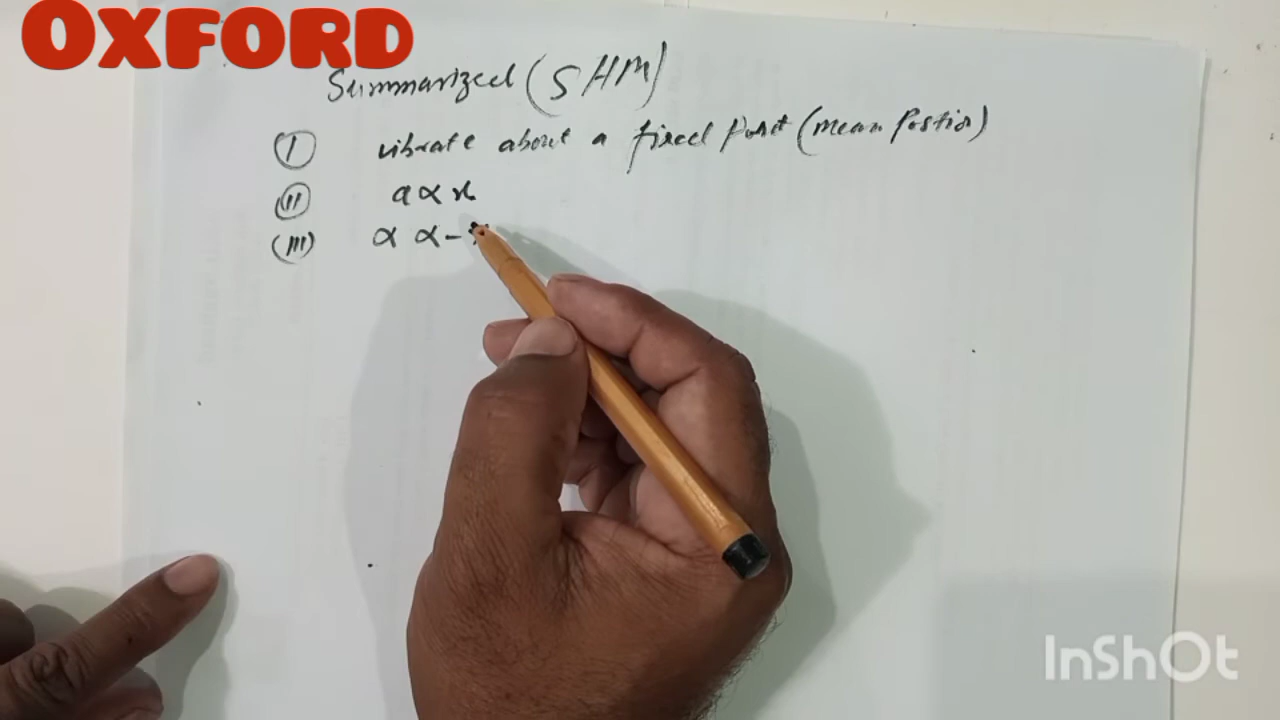 OXFORD
Summarized (SHM)
(I) vibrate about a fixed Point (Mean Postion)
(II) a ∝ x
(III) ∝ ∝ -x
InShOt